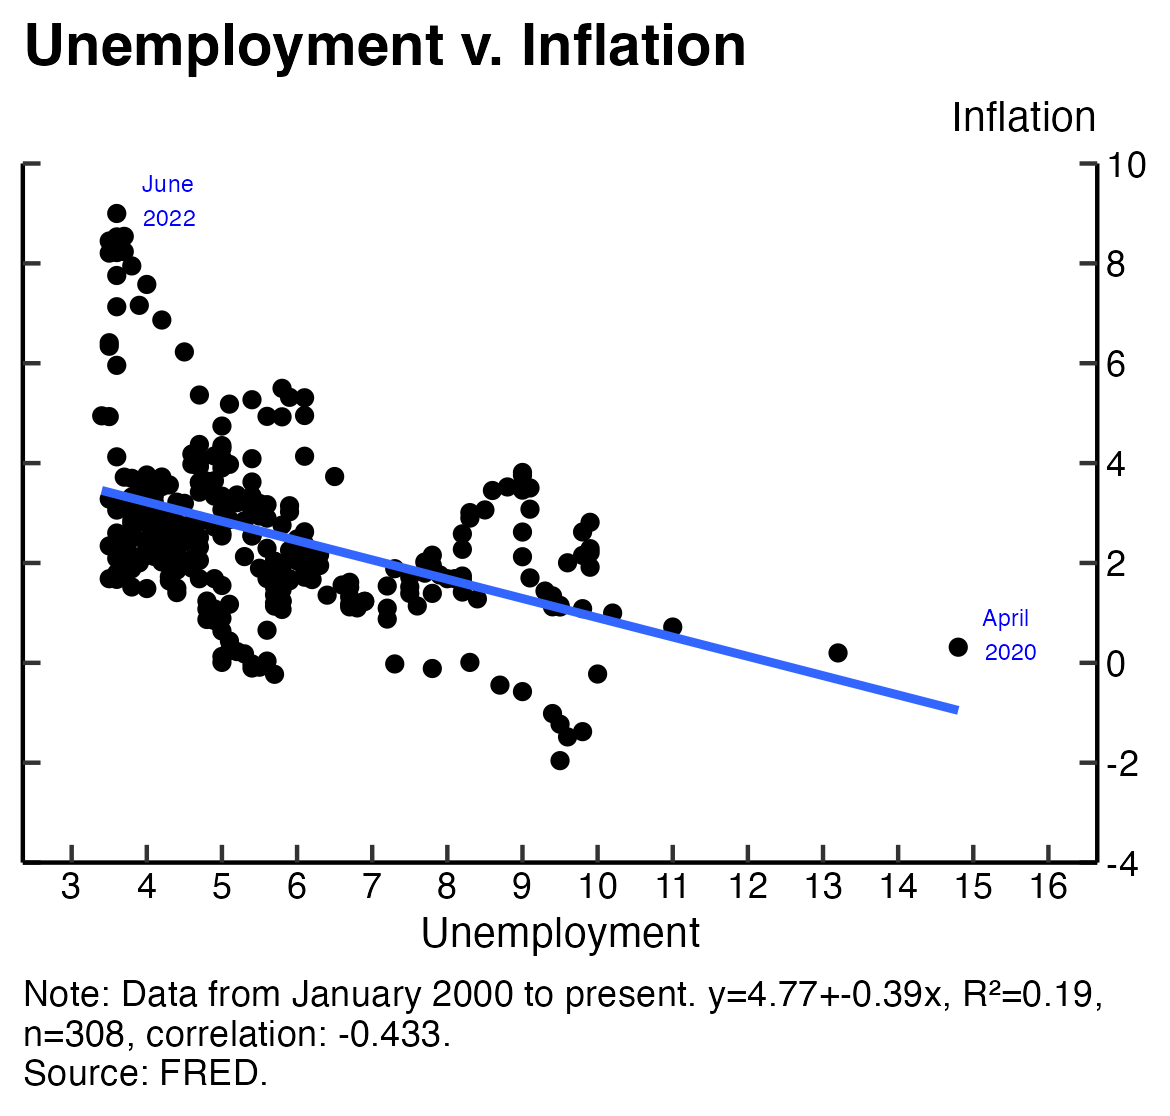 Unemployment v. Inflation
Inflation
June
2022
10
8
6
4
2
0
-2
-4
April
2020
3 4 5 6 7 8 9 10 11 12 13 14 15 16
Unemployment
Note: Data from January 2000 to present. y=4.77+-0.39x, R²=0.19,
n=308, correlation: -0.433.
Source: FRED.